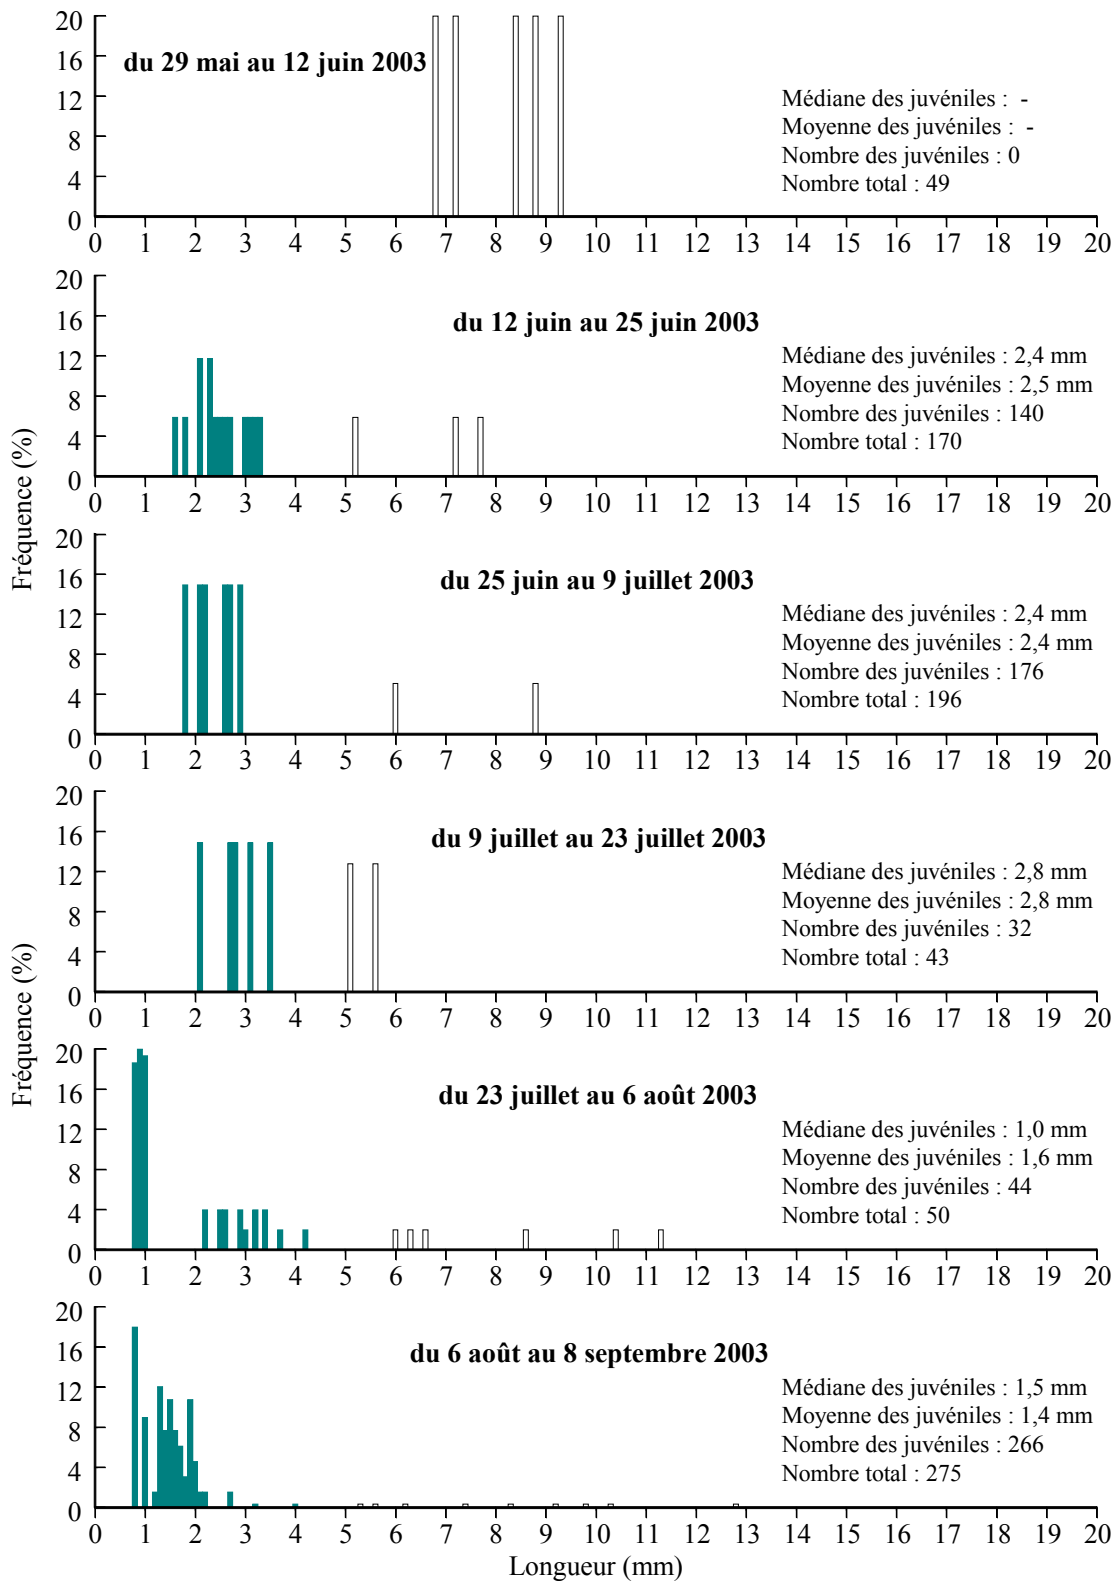 20
16
du 29 mai au 12 juin 2003
12
Médiane des juvéniles : -
Moyenne des juvéniles : -
8
Nombre des juvéniles : 0
4
Nombre total : 49
0
0 1 2 3 4 5 6 7 8 9 10 11 12 13 14 15 16 17 18 19 20
20
16
du 12 juin au 25 juin 2003
12
Médiane des juvéniles : 2,4 mm
Moyenne des juvéniles : 2,5 mm
8
Nombre des juvéniles : 140
4
Nombre total : 170
0
0 1 2 3 4 5 6 7 8 9 10 11 12 13 14 15 16 17 18 19 20
Fréquence (%)
20
16
du 25 juin au 9 juillet 2003
12
Médiane des juvéniles : 2,4 mm
Moyenne des juvéniles : 2,4 mm
8
Nombre des juvéniles : 176
4
Nombre total : 196
0
0 1 2 3 4 5 6 7 8 9 10 11 12 13 14 15 16 17 18 19 20
20
16
du 9 juillet au 23 juillet 2003
12
Médiane des juvéniles : 2,8 mm
Moyenne des juvéniles : 2,8 mm
8
Nombre des juvéniles : 32
4
Nombre total : 43
0
0 1 2 3 4 5 6 7 8 9 10 11 12 13 14 15 16 17 18 19 20
Fréquence (%)
20
16
du 23 juillet au 6 août 2003
12
Médiane des juvéniles : 1,0 mm
Moyenne des juvéniles : 1,6 mm
8
Nombre des juvéniles : 44
4
Nombre total : 50
0
0 1 2 3 4 5 6 7 8 9 10 11 12 13 14 15 16 17 18 19 20
20
16
du 6 août au 8 septembre 2003
12
Médiane des juvéniles : 1,5 mm
Moyenne des juvéniles : 1,4 mm
8
Nombre des juvéniles : 266
4
Nombre total : 275
0
0 1 2 3 4 5 6 7 8 9 10 11 12 13 14 15 16 17 18 19 20
Longueur (mm)